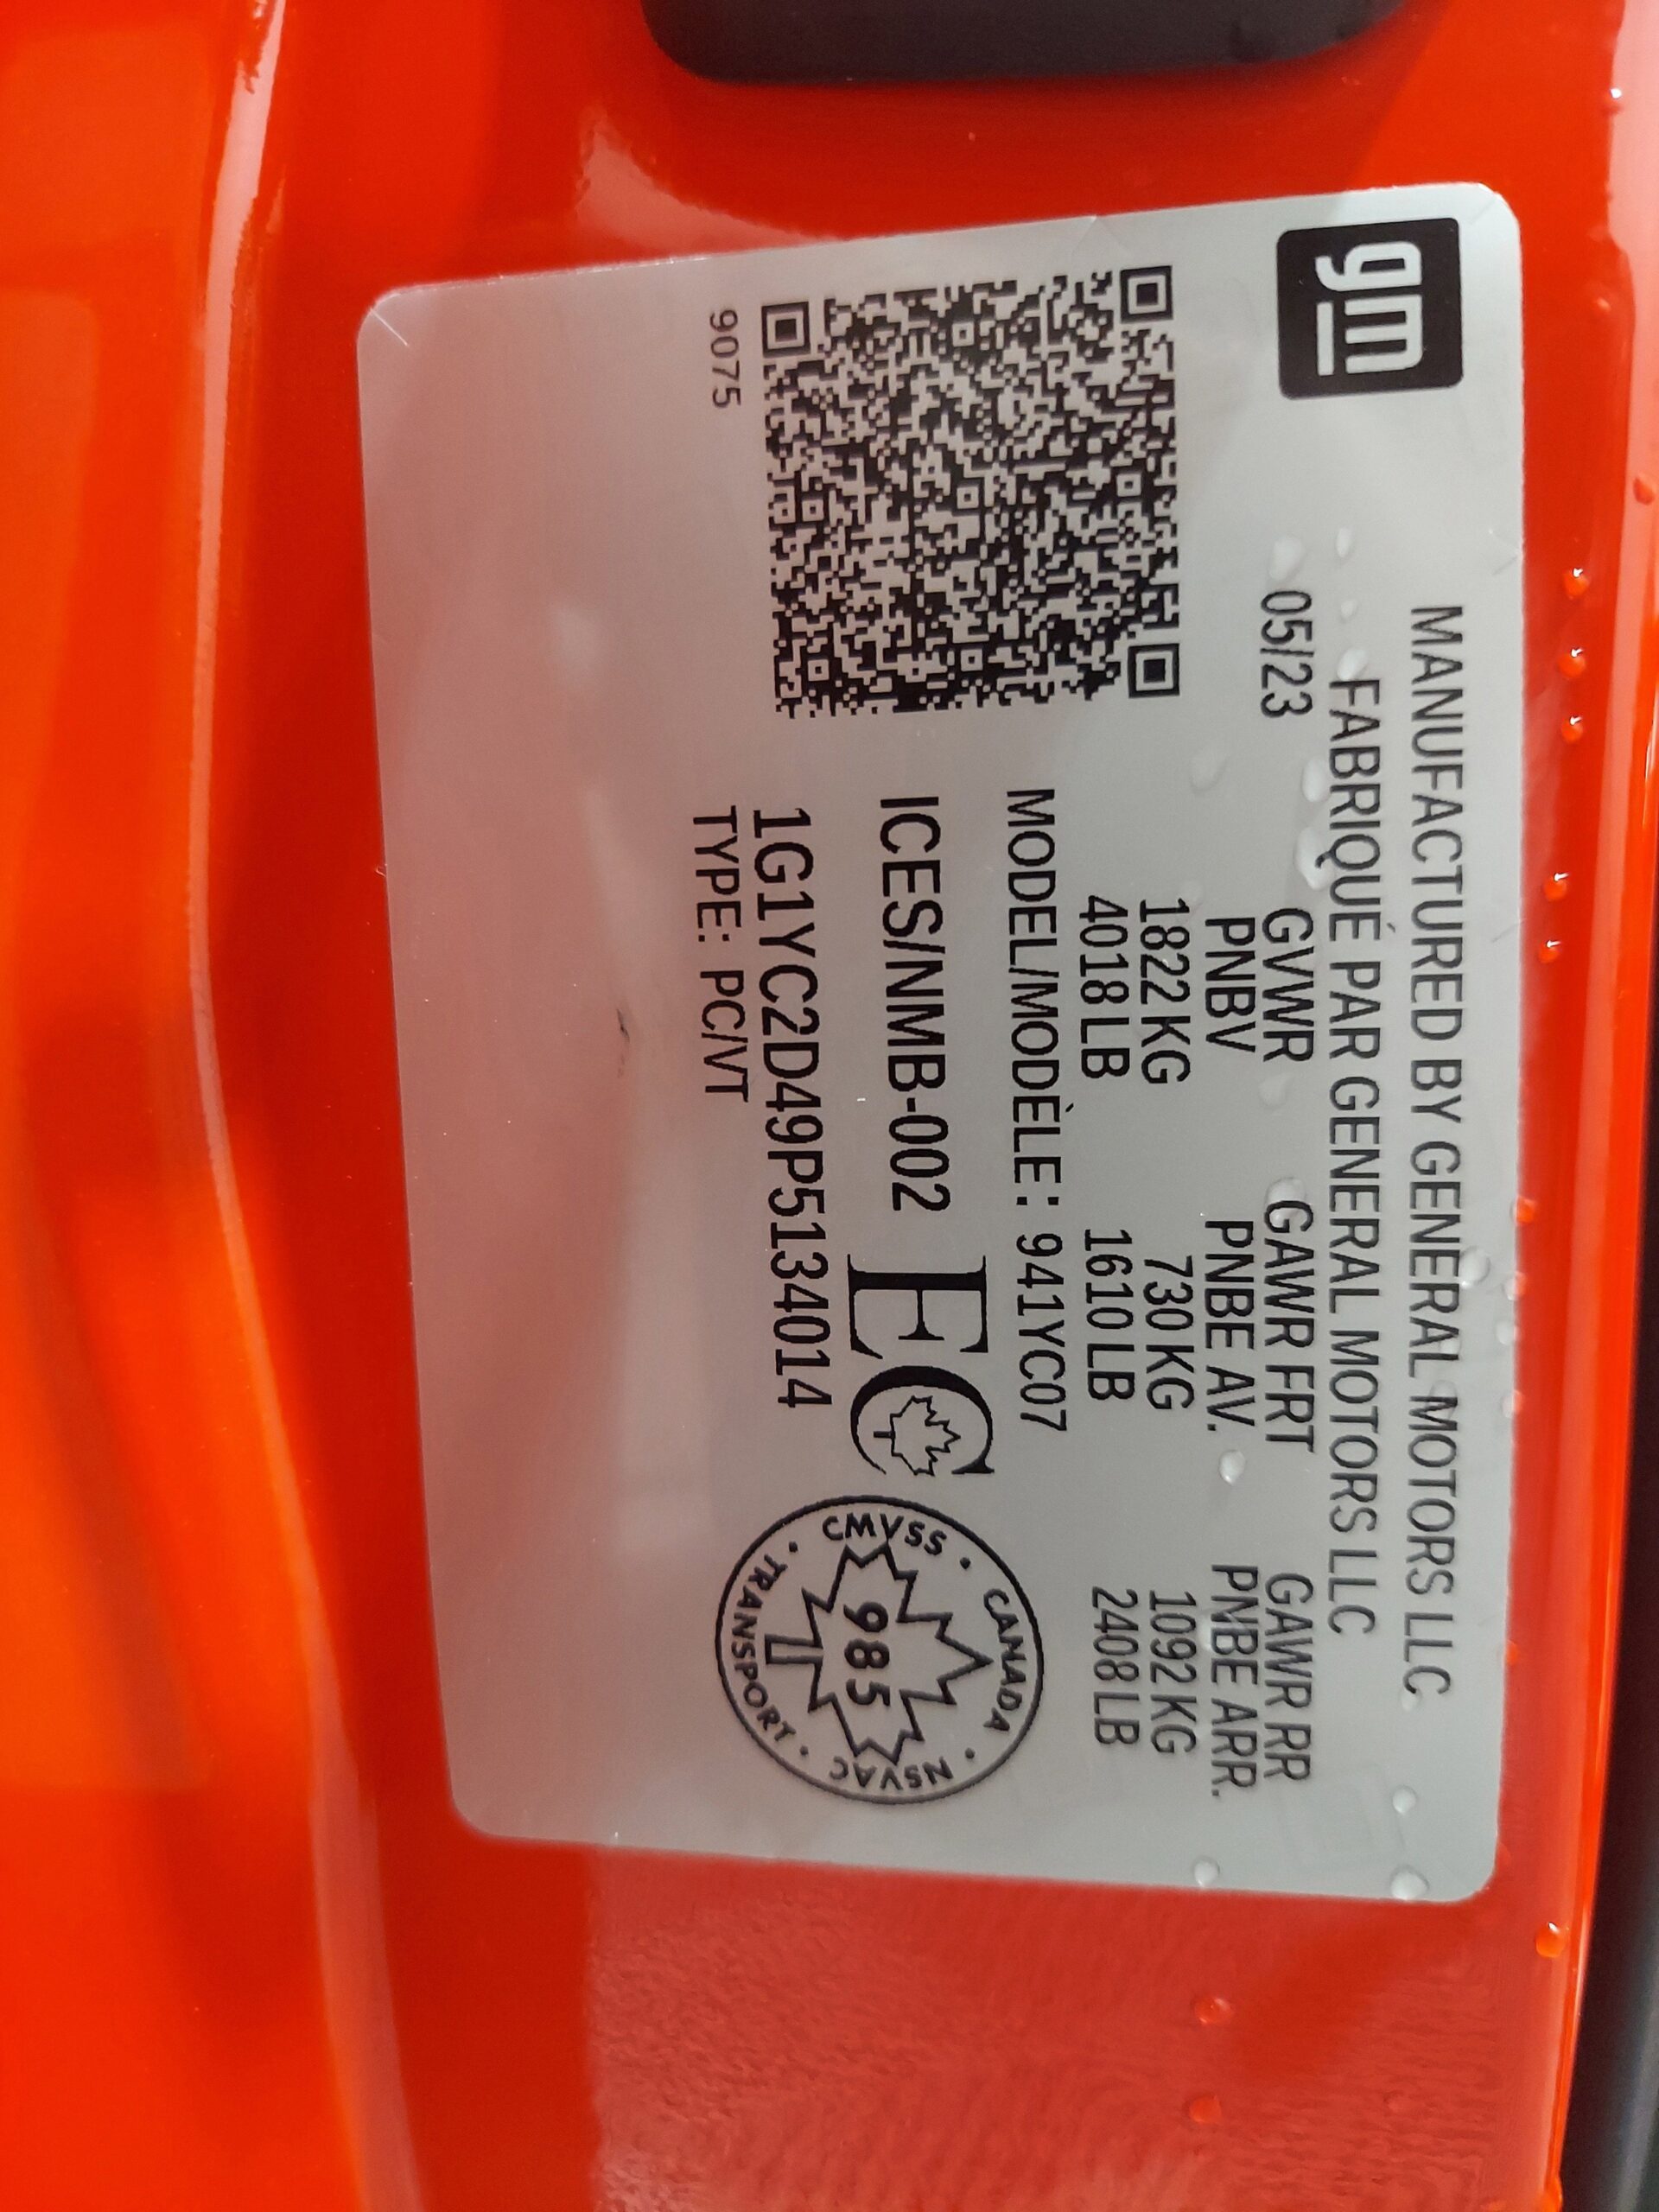 gm
MANUFACTURED BY GENERAL MOTORS LLC
FABRIQUÉ PAR GENERAL MOTORS LLC
05/23
GVWR GAWR FRT GAWR RR
PNBV PNBE AV. PNBE ARR.
1822 KG 730 KG 1092 KG
4018 LB 1610 LB 2408 LB
MODEL/MODÈLE: 941YC07
ICES/NMB-002 EC
1G1YC2D49P5134014
TYPE: PC/VT
9075
CMVSS · CANADA · NSVAC · TRANSPORT ·
985